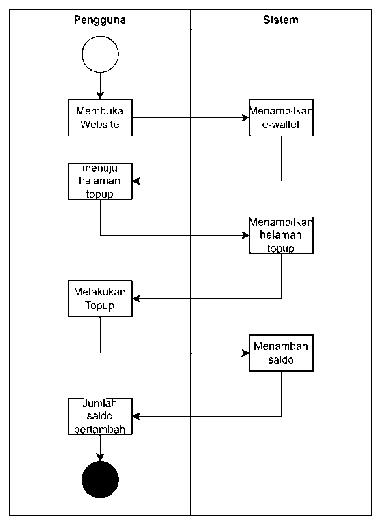 Pengguna
Sistem
Membuka
Website
Menampilkan
e-wallet
menuju
halaman
topup
Menampilkan
halaman
topup
Melakukan
Topup
Menambah
saldo
Jumlah
saldo
bertambah